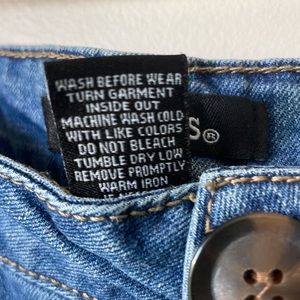 WASH BEFORE WEAR
TURN GARMENT
INSIDE OUT
MACHINE WASH COLD
WITH LIKE COLORS
DO NOT BLEACH
TUMBLE DRY LOW
REMOVE PROMPTLY
WARM IRON
S®